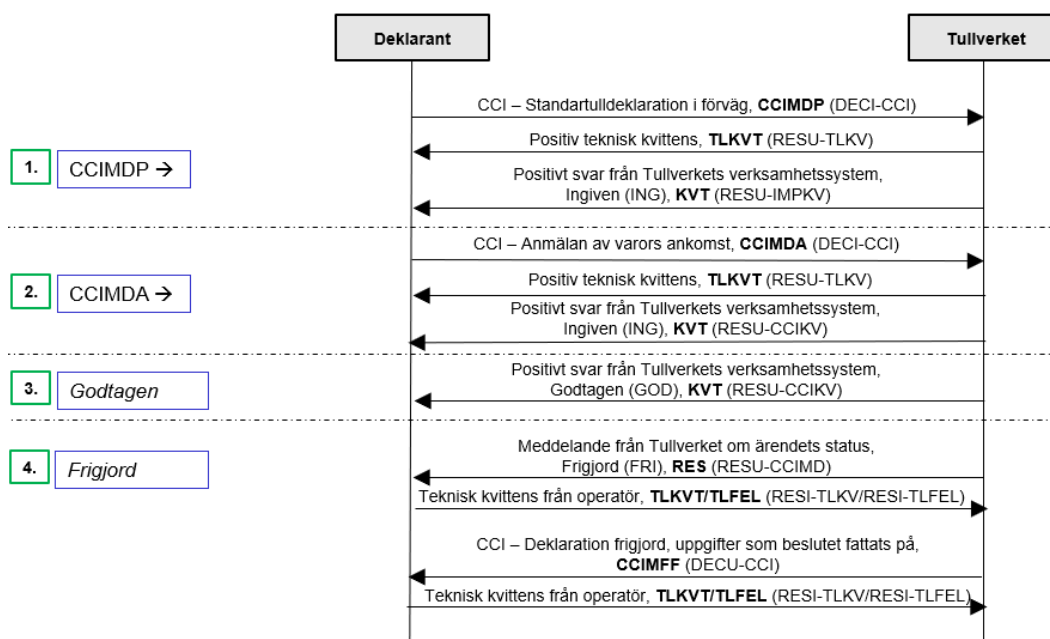 Deklarant
Tullverket
CCI – Standartulldeklaration i förväg, CCIMDP (DECI-CCI)
Positiv teknisk kvittens, TLKVT (RESU-TLKV)
1.
CCIMDP →
Positivt svar från Tullverkets verksamhetssystem,
Ingiven (ING), KVT (RESU-IMPKV)
CCI – Anmälan av varors ankomst, CCIMDA (DECI-CCI)
Positiv teknisk kvittens, TLKVT (RESU-TLKV)
2.
CCIMDA →
Positivt svar från Tullverkets verksamhetssystem,
Ingiven (ING), KVT (RESU-CCIKV)
3.
Godtagen
Positivt svar från Tullverkets verksamhetssystem,
Godtagen (GOD), KVT (RESU-CCIKV)
4.
Frigjord
Meddelande från Tullverket om ärendets status,
Frigjord (FRI), RES (RESU-CCIMD)
Teknisk kvittens från operatör, TLKVT/TLFEL (RESI-TLKV/RESI-TLFEL)
CCI – Deklaration frigjord, uppgifter som beslutet fattats på,
CCIMFF (DECU-CCI)
Teknisk kvittens från operatör, TLKVT/TLFEL (RESI-TLKV/RESI-TLFEL)